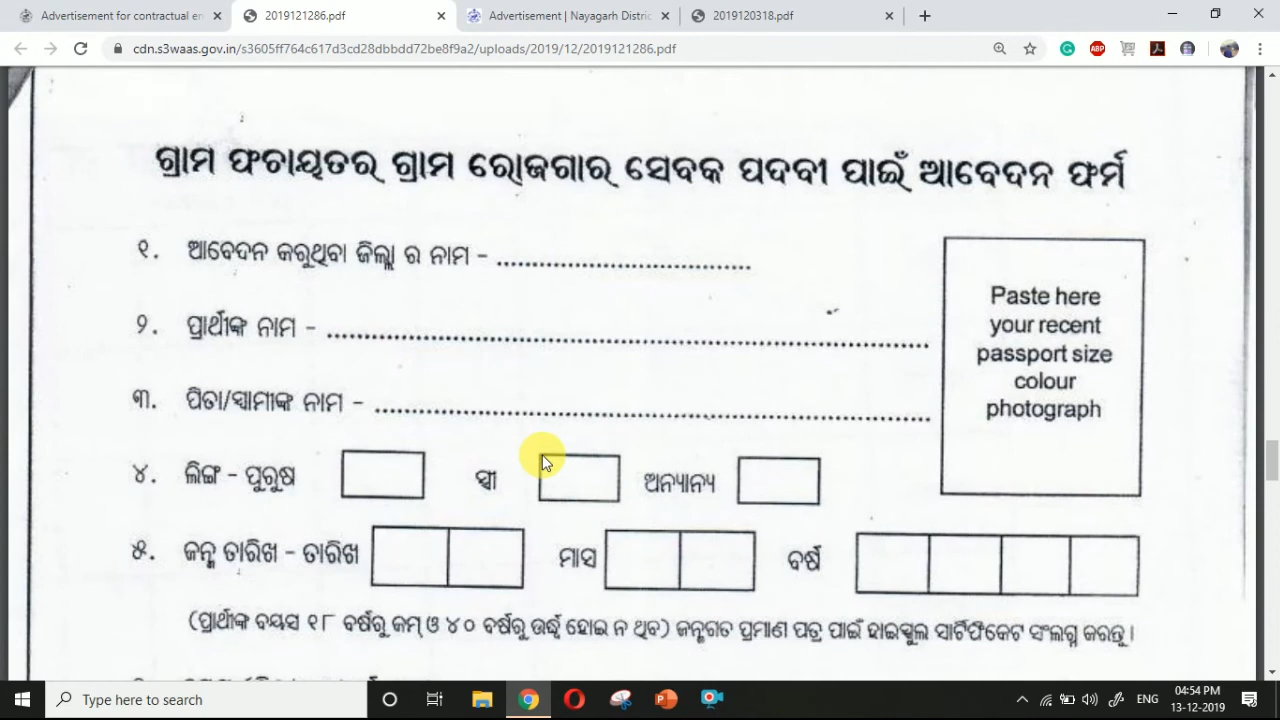 Advertisement for contractual en
2019121286.pdf
Advertisement | Nayagarh Distric
2019120318.pdf
cdn.s3waas.gov.in/s3605ff764c617d3cd28dbbdd72be8f9a2/uploads/2019/12/2019121286.pdf
ABP
ଗ୍ରାମ ଫଚାୟତର ଗ୍ରାମ ରୋଜଗାର ସେବକ ପଦବୀ ପାଇଁ ଆବେଦନ ଫର୍ମ
୧. ଆବେଦନ କରୁଥିବା ଜିଲ୍ଲା ର ନାମ - ........................................
୨. ପ୍ରାର୍ଥୀଙ୍କ ନାମ - ................................................................................
୩. ପିତା/ସ୍ୱାମୀଙ୍କ ନାମ - ................................................................................
Paste here
your recent
passport size
colour
photograph
୪. ଲିଙ୍ଗ - ପୁରୁଷ ସ୍ତ୍ରୀ ଅନ୍ୟାନ୍ୟ
୫. ଜନ୍ମ ତାରିଖ - ତାରିଖ ମାସ ବର୍ଷ
(ପ୍ରାର୍ଥୀଙ୍କ ବୟସ ୧୮ ବର୍ଷରୁ କମ୍ ଓ ୪୦ ବର୍ଷରୁ ଉର୍ଦ୍ଧ୍ୱ ହୋଇ ନ ଥିବ) ଜନ୍ମଗତ ପ୍ରମାଣ ପତ୍ର ପାଇଁ ହାଇସ୍କୁଲ ସାର୍ଟିଫିକେଟ ସଂଲଗ୍ନ କରନ୍ତୁ ।
Type here to search
ENG
04:54 PM
13-12-2019